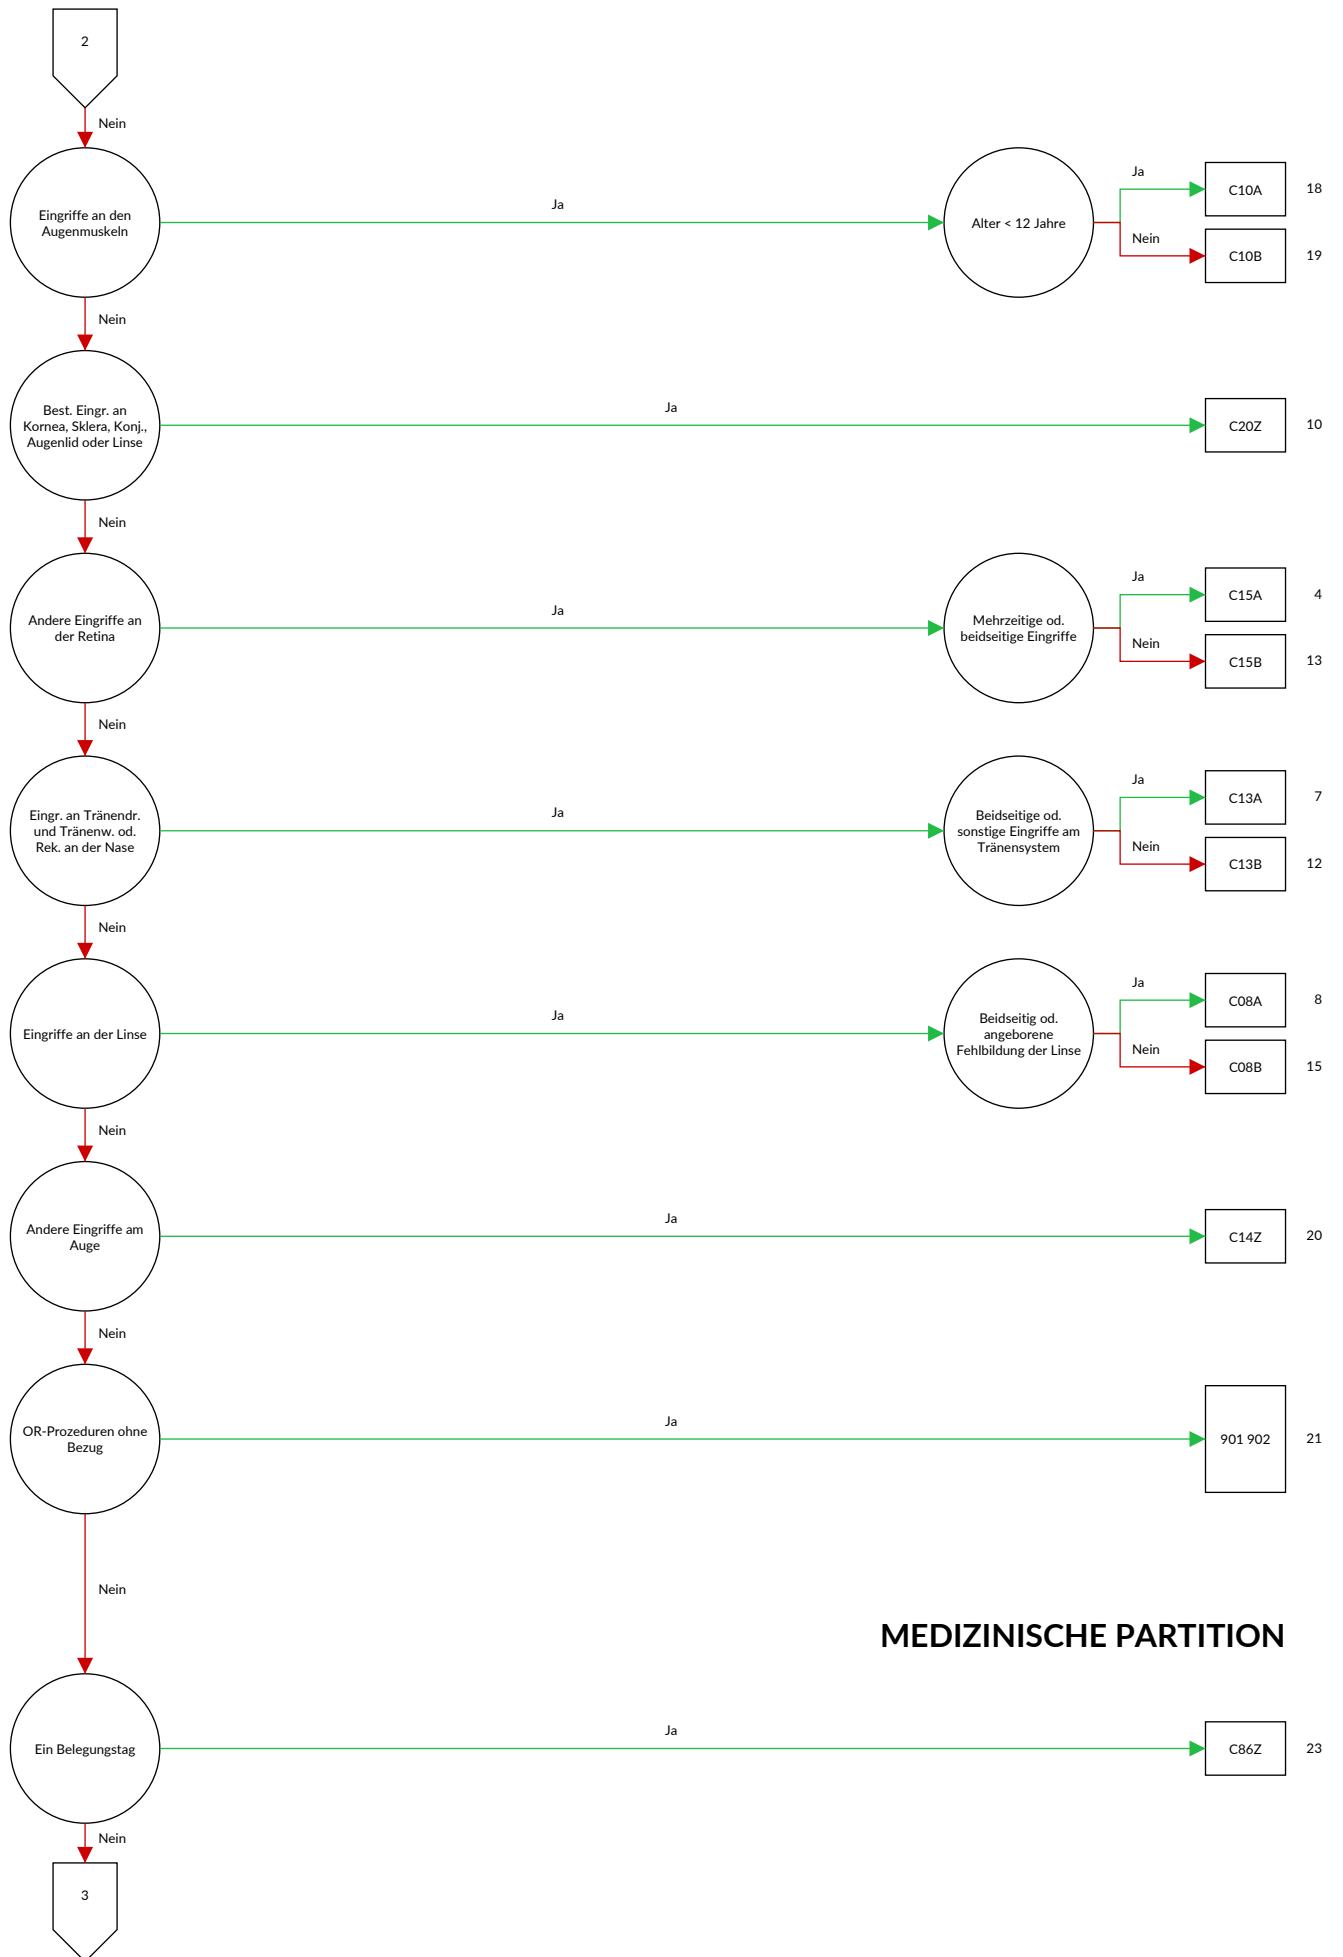 2
Nein
Eingriffe an den
Augenmuskeln
Ja
Alter < 12 Jahre
Ja
C10A
18
Nein
C10B
19
Nein
Best. Eingr. an
Kornea, Sklera, Konj.,
Augenlid oder Linse
Ja
C20Z
10
Nein
Andere Eingriffe an
der Retina
Ja
Mehrzeitige od.
beidseitige Eingriffe
Ja
C15A
4
Nein
C15B
13
Nein
Eingr. an Tränendr.
und Tränenw. od.
Rek. an der Nase
Ja
Beidseitige od.
sonstige Eingriffe am
Tränensystem
Ja
C13A
7
Nein
C13B
12
Nein
Eingriffe an der Linse
Ja
Beidseitig od.
angeborene
Fehlbildung der Linse
Ja
C08A
8
Nein
C08B
15
Nein
Andere Eingriffe am
Auge
Ja
C14Z
20
Nein
OR-Prozeduren ohne
Bezug
Ja
901 902
21
Nein
MEDIZINISCHE PARTITION
Ein Belegungstag
Ja
C86Z
23
Nein
3